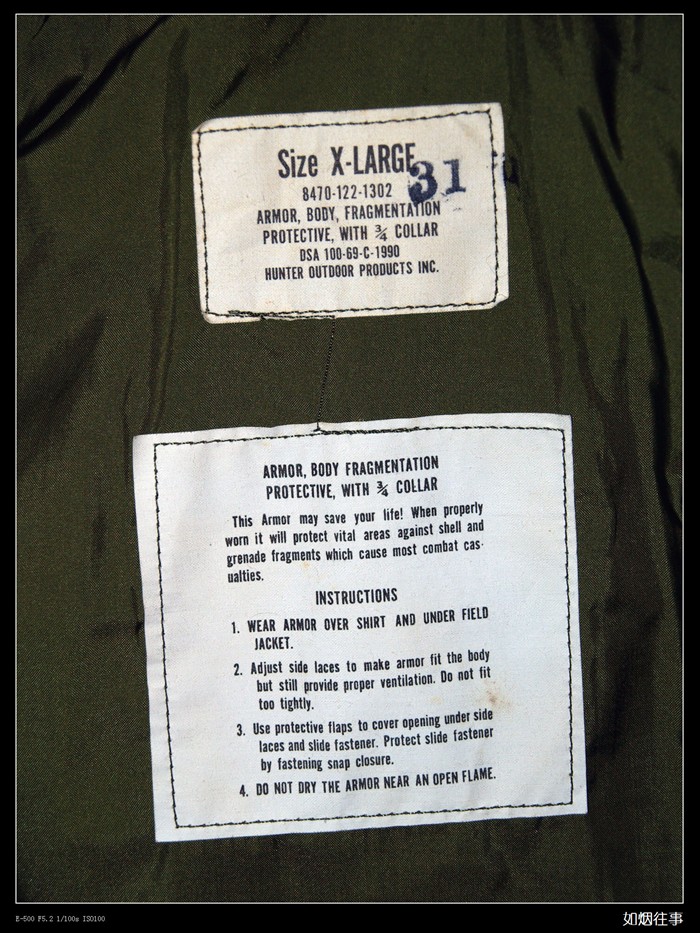 Size X-LARGE
31
8470-122-1302
ARMOR, BODY, FRAGMENTATION
PROTECTIVE, WITH ¾ COLLAR
DSA 100-69-C-1990
HUNTER OUTDOOR PRODUCTS INC.
ARMOR, BODY FRAGMENTATION
PROTECTIVE, WITH ¾ COLLAR
This Armor may save your life! When properly
worn it will protect vital areas against shell and
grenade fragments which cause most combat cas-
ualties.
INSTRUCTIONS
1. WEAR ARMOR OVER SHIRT AND UNDER FIELD
JACKET.
2. Adjust side laces to make armor fit the body
but still provide proper ventilation. Do not fit
too tightly.
3. Use protective flaps to cover opening under side
laces and slide fastener. Protect slide fastener
by fastening snap closure.
4. DO NOT DRY THE ARMOR NEAR AN OPEN FLAME.
E-500 F5.2 1/100s ISO100
如烟往事